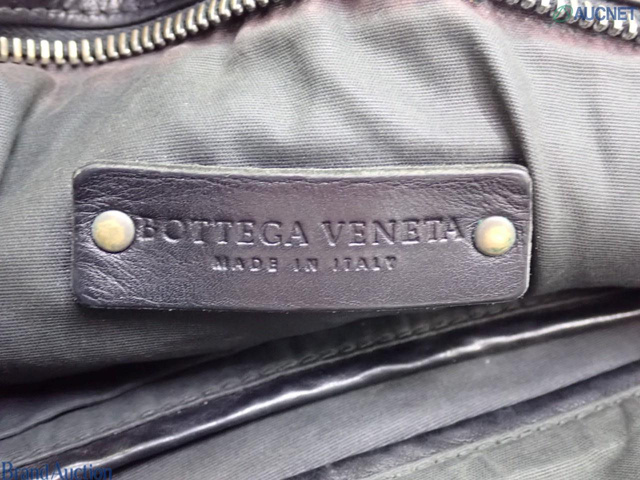 AUCNET
BOTTEGA VENETA
MADE IN ITALY
Brand Auction